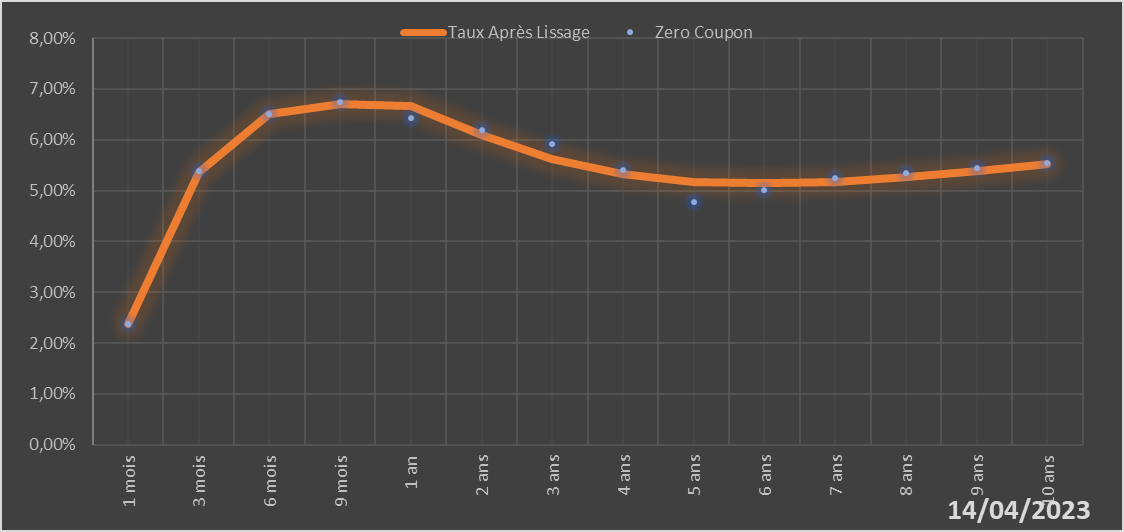 Taux Après Lissage Zero Coupon
8,00%
7,00%
6,00%
5,00%
4,00%
3,00%
2,00%
1,00%
0,00%
1 mois
3 mois
6 mois
9 mois
1 an
2 ans
3 ans
4 ans
5 ans
6 ans
7 ans
8 ans
9 ans
10 ans
14/04/2023